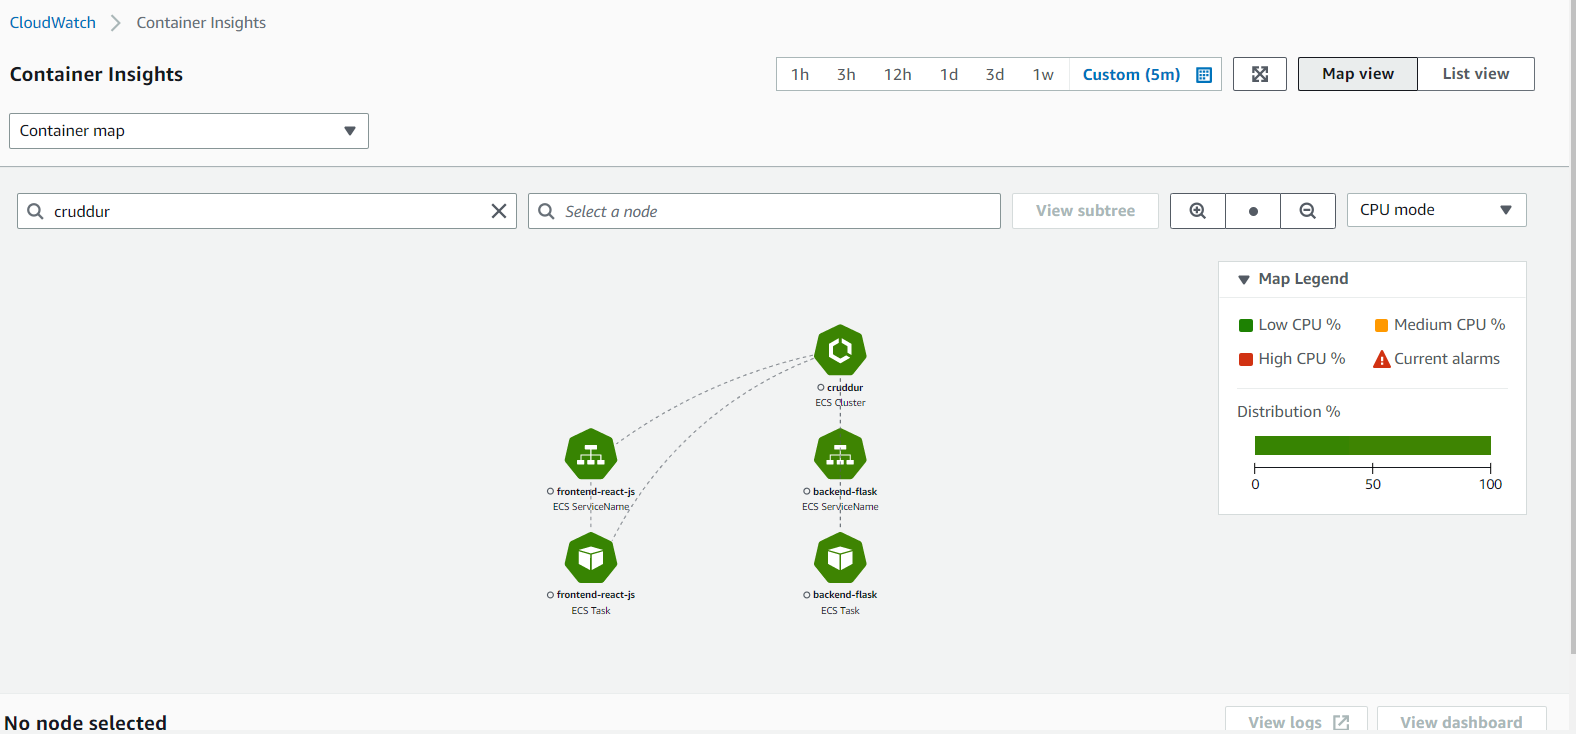 CloudWatch > Container Insights
Container Insights
1h 3h 12h 1d 3d 1w Custom (5m)
Map view List view
Container map
cruddur
Select a node
View subtree
CPU mode
Map Legend
Low CPU % Medium CPU %
High CPU % Current alarms
Distribution %
0 50 100
cruddur
ECS Cluster
frontend-react-js
ECS ServiceName
backend-flask
ECS ServiceName
frontend-react-js
ECS Task
backend-flask
ECS Task
No node selected
View logs View dashboard